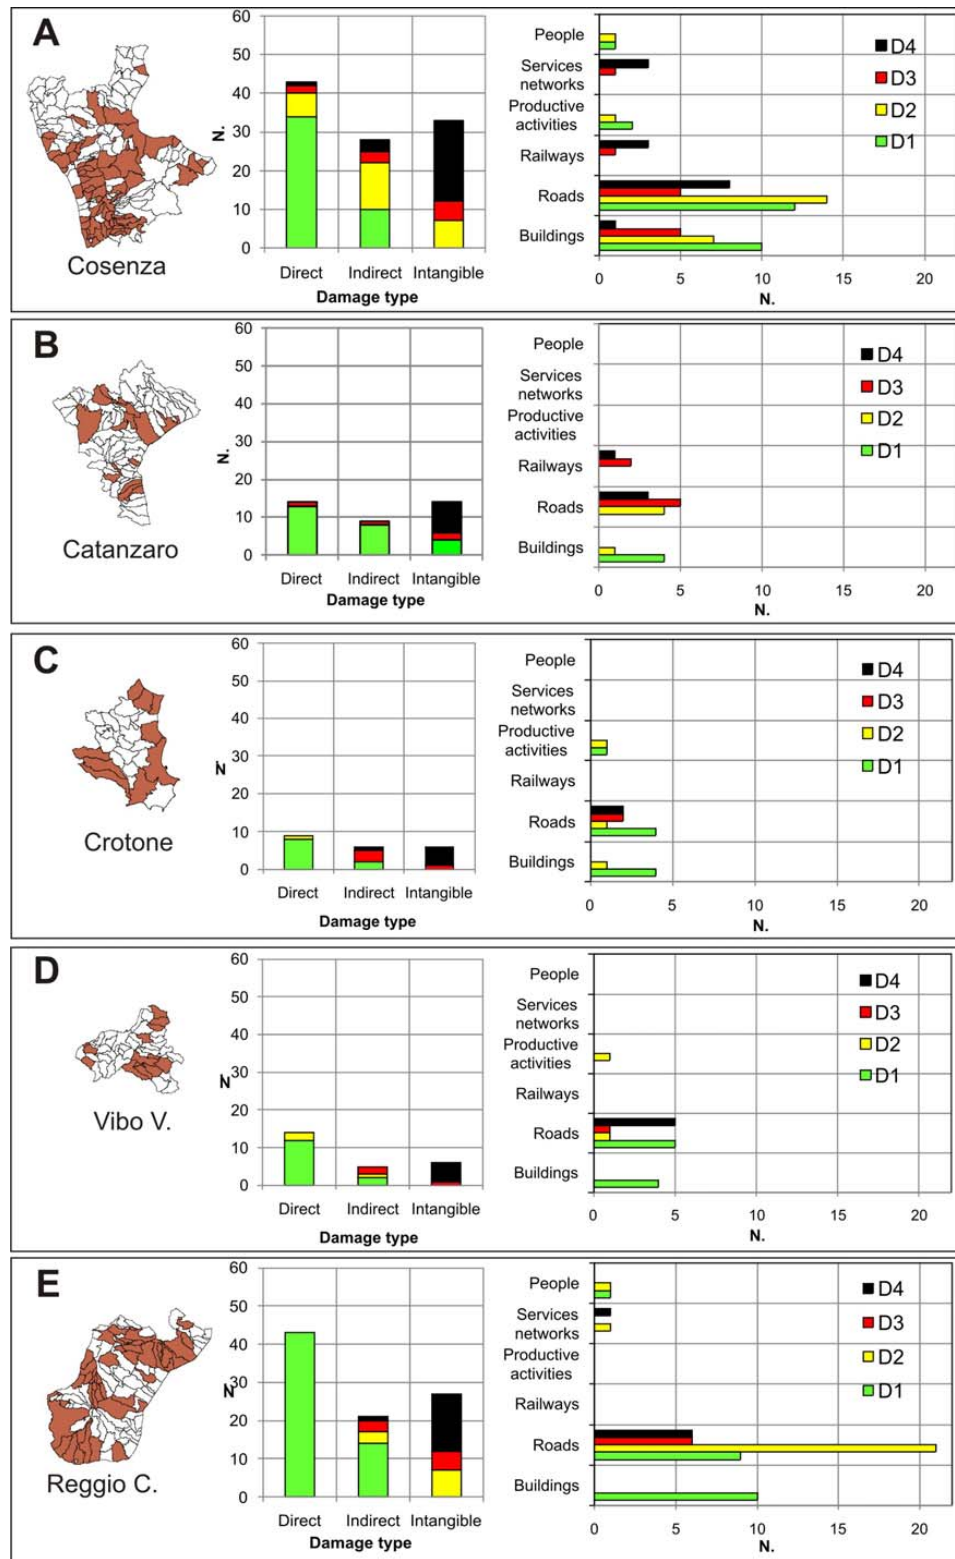 A
Cosenza
60
50
40
30
20
10
0
N.
Direct Indirect Intangible
Damage type
People
Services
networks
Productive
activities
Railways
Roads
Buildings
D4
D3
D2
D1
0 5 10 15 20
N.
B
Catanzaro
60
50
40
30
20
10
0
N.
Direct Indirect Intangible
Damage type
People
Services
networks
Productive
activities
Railways
Roads
Buildings
D4
D3
D2
D1
0 5 10 15 20
N.
C
Crotone
60
50
40
30
20
10
0
N.
Direct Indirect Intangible
Damage type
People
Services
networks
Productive
activities
Railways
Roads
Buildings
D4
D3
D2
D1
0 5 10 15 20
N.
D
Vibo V.
60
50
40
30
20
10
0
N.
Direct Indirect Intangible
Damage type
People
Services
networks
Productive
activities
Railways
Roads
Buildings
D4
D3
D2
D1
0 5 10 15 20
N.
E
Reggio C.
60
50
40
30
20
10
0
N.
Direct Indirect Intangible
Damage type
People
Services
networks
Productive
activities
Railways
Roads
Buildings
D4
D3
D2
D1
0 5 10 15 20
N.